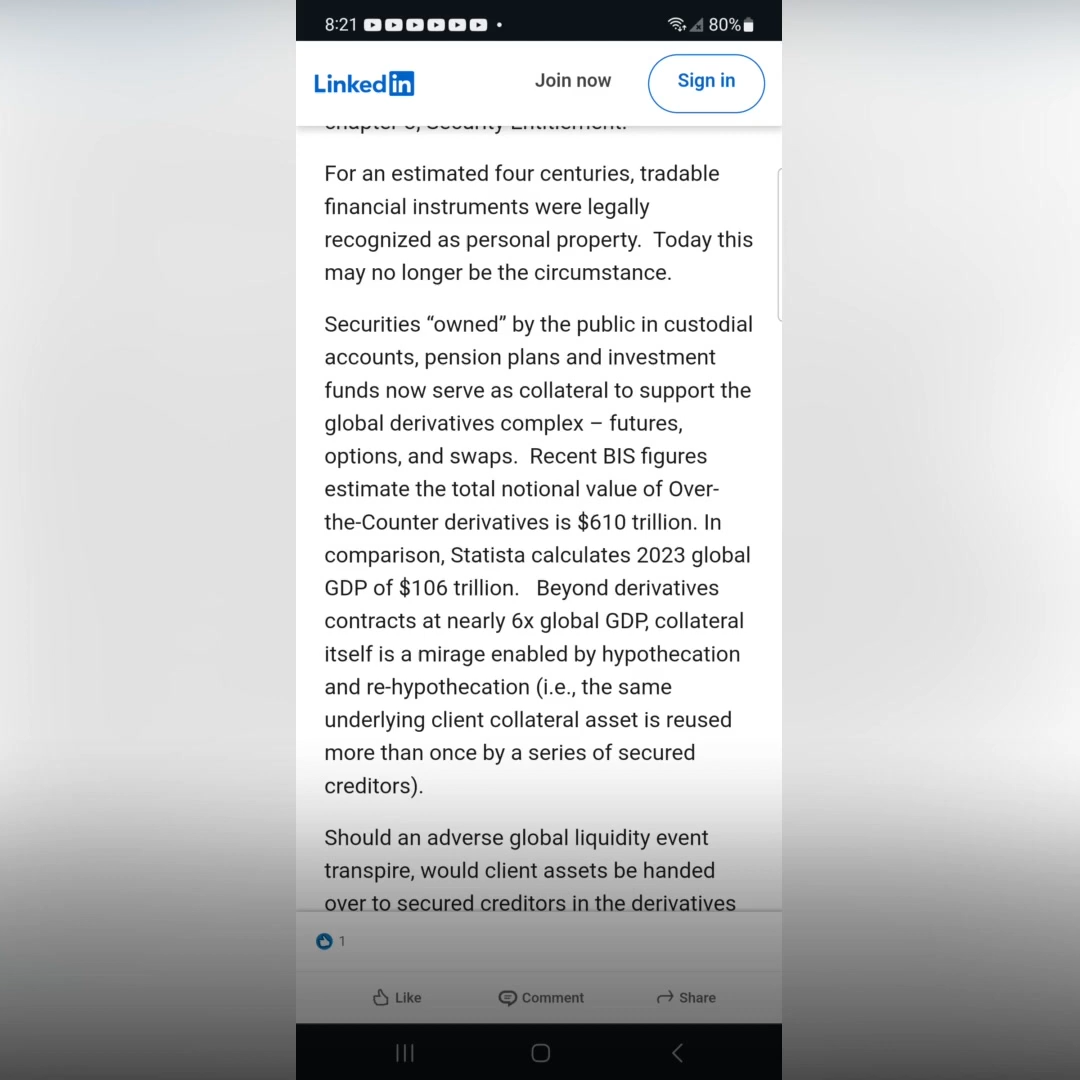 8:21
80%
Linked in
Join now
Sign in
chapter
Security Entitlement.
For an estimated four centuries, tradable
financial instruments were legally
recognized as personal property.  Today this
may no longer be the circumstance.
Securities “owned” by the public in custodial
accounts, pension plans and investment
funds now serve as collateral to support the
global derivatives complex – futures,
options, and swaps.  Recent BIS figures
estimate the total notional value of Over-
the-Counter derivatives is $610 trillion. In
comparison, Statista calculates 2023 global
GDP of $106 trillion.   Beyond derivatives
contracts at nearly 6x global GDP, collateral
itself is a mirage enabled by hypothecation
and re-hypothecation (i.e., the same
underlying client collateral asset is reused
more than once by a series of secured
creditors).
Should an adverse global liquidity event
transpire, would client assets be handed
over to secured creditors in the derivatives
1
Like
Comment
Share